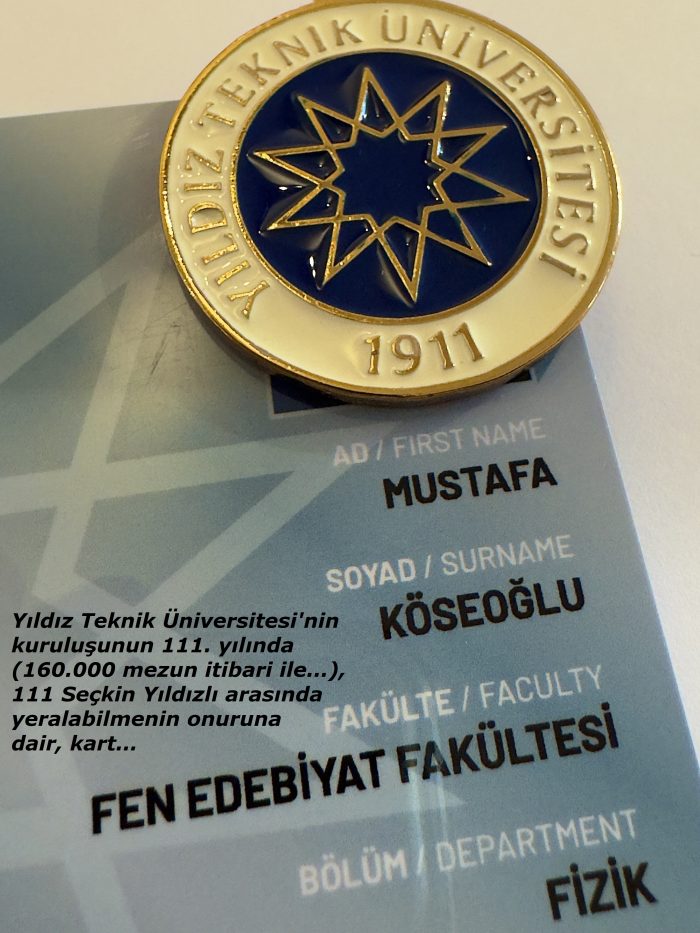 YILDIZ TEKNİK ÜNİVERSİTESİ
1911
AD / FIRST NAME
MUSTAFA
SOYAD / SURNAME
KÖSEOĞLU
Yıldız Teknik Üniversitesi'nin
kuruluşunun 111. yılında
(160.000 mezun itibari ile...),
111 Seçkin Yıldızlı arasında
yeralabilmenin onuruna
dair, kart...
FAKÜLTE / FACULTY
FEN EDEBİYAT FAKÜLTESİ
BÖLÜM / DEPARTMENT
FİZİK